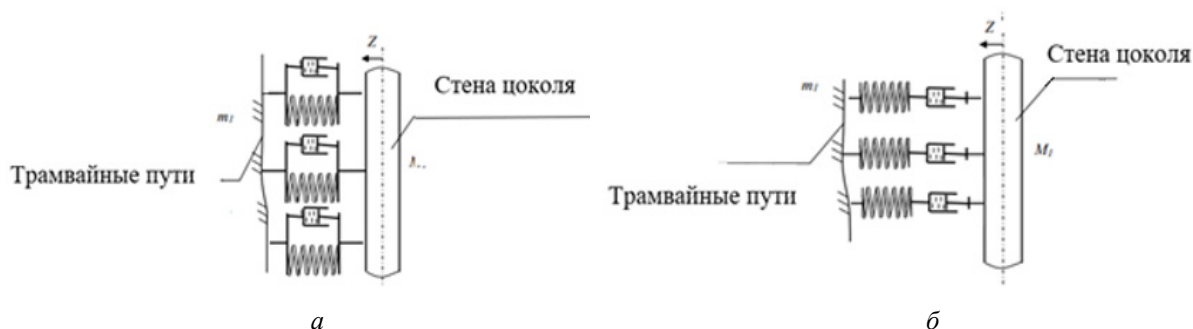 Z
Стена цоколя
m₁
Трамвайные пути
а
Z
Стена цоколя
m₁
M₁
Трамвайные пути
б